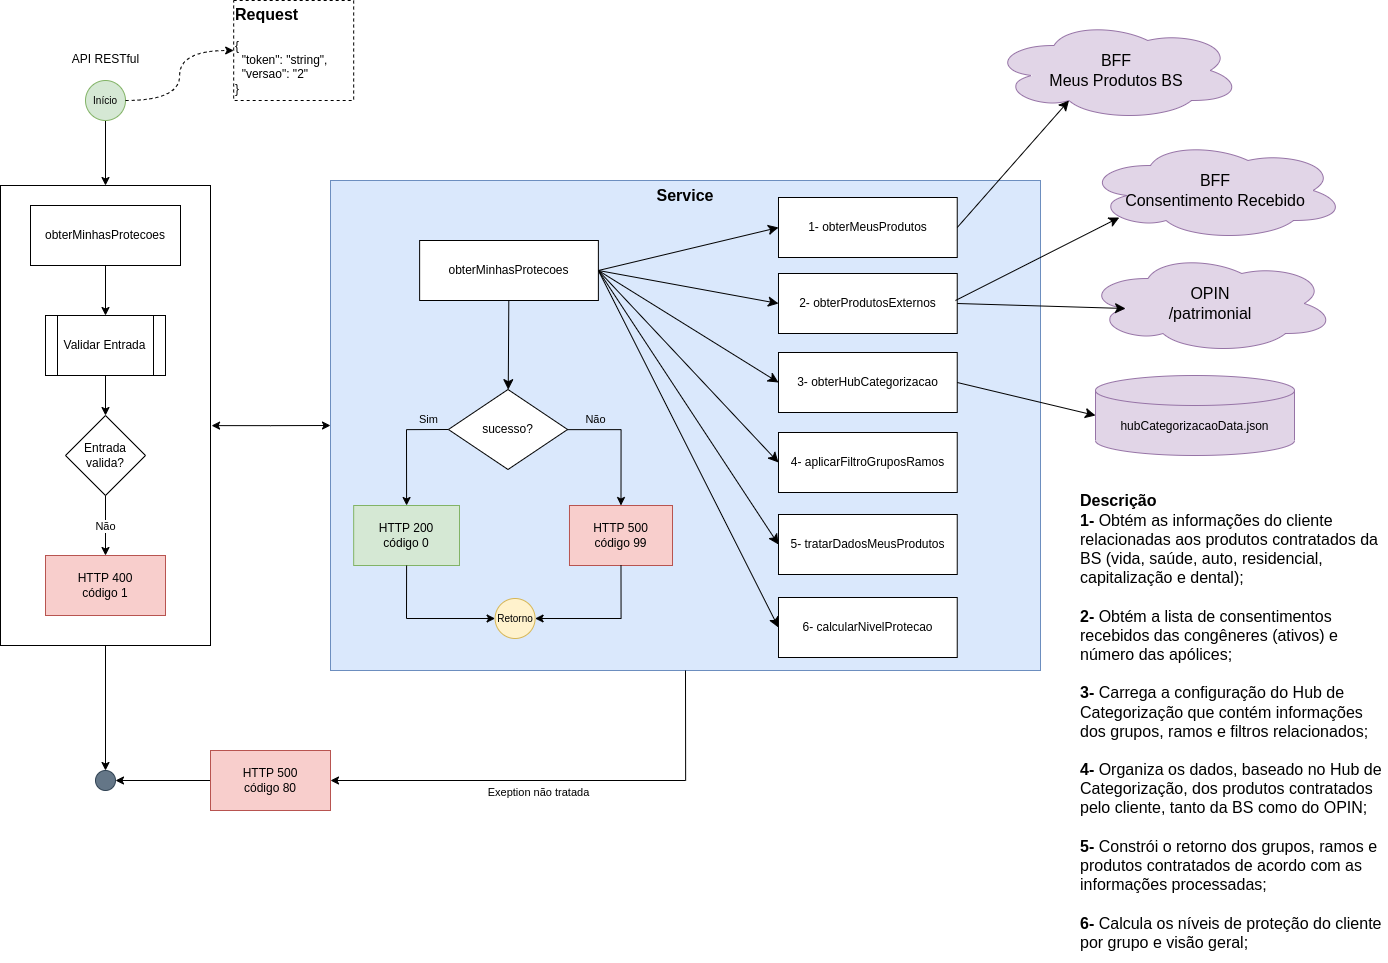 Request
{
"token": "string",
"versao": "2"
}
API RESTful
Início
obterMinhasProtecoes
Validar Entrada
Entrada
valida?
Não
HTTP 400
código 1
Service
obterMinhasProtecoes
sucesso?
Sim
Não
HTTP 200
código 0
HTTP 500
código 99
Retorno
1- obterMeusProdutos
2- obterProdutosExternos
3- obterHubCategorizacao
4- aplicarFiltroGruposRamos
5- tratarDadosMeusProdutos
6- calcularNivelProtecao
HTTP 500
código 80
Exeption não tratada
BFF
Meus Produtos BS
BFF
Consentimento Recebido
OPIN
/patrimonial
hubCategorizacaoData.json
Descrição
1- Obtém as informações do cliente
relacionadas aos produtos contratados da
BS (vida, saúde, auto, residencial,
capitalização e dental);
2- Obtém a lista de consentimentos
recebidos das congêneres (ativos) e
número das apólices;
3- Carrega a configuração do Hub de
Categorização que contém informações
dos grupos, ramos e filtros relacionados;
4- Organiza os dados, baseado no Hub de
Categorização, dos produtos contratados
pelo cliente, tanto da BS como do OPIN;
5- Constrói o retorno dos grupos, ramos e
produtos contratados de acordo com as
informações processadas;
6- Calcula os níveis de proteção do cliente
por grupo e visão geral;